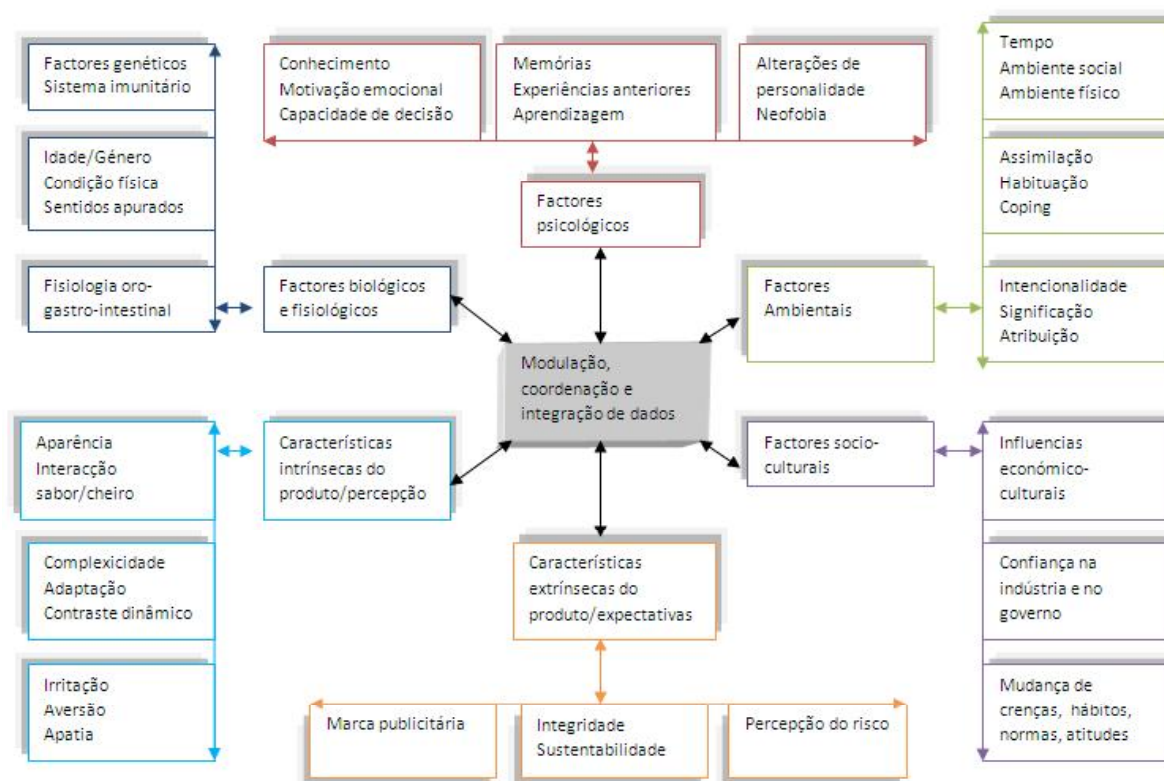 Factores genéticos
Sistema imunitário
Conhecimento
Motivação emocional
Capacidade de decisão
Memórias
Experiências anteriores
Aprendizagem
Alterações de
personalidade
Neofobia
Tempo
Ambiente social
Ambiente físico
Idade/Género
Condição física
Sentidos apurados
Factores
psicológicos
Assimilação
Habituação
Coping
Fisiologia oro-
gastro-intestinal
Factores biológicos
e fisiológicos
Factores
Ambientais
Intencionalidade
Significação
Atribuição
Modulação,
coordenação e
integração de dados
Aparência
Interacção
sabor/cheiro
Características
intrínsecas do
produto/percepção
Factores socio-
culturais
Influencias
económico-
culturais
Complexicidade
Adaptação
Contraste dinâmico
Características
extrínsecas do
produto/expectativas
Confiança na
indústria e no
governo
Irritação
Aversão
Apatia
Marca publicitária
Integridade
Sustentabilidade
Percepção do risco
Mudança de
crenças, hábitos,
normas, atitudes